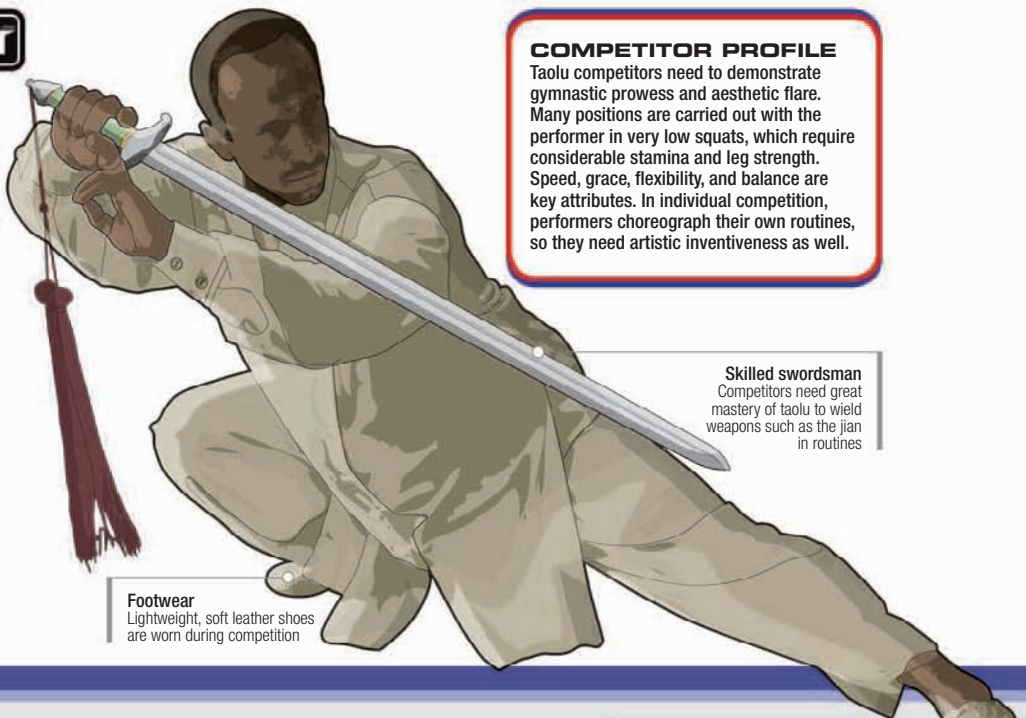 COMPETITOR PROFILE
Taolu competitors need to demonstrate
gymnastic prowess and aesthetic flare.
Many positions are carried out with the
performer in very low squats, which require
considerable stamina and leg strength.
Speed, grace, flexibility, and balance are
key attributes. In individual competition,
performers choreograph their own routines,
so they need artistic inventiveness as well.
Skilled swordsman
Competitors need great
mastery of taolu to wield
weapons such as the jian
in routines
Footwear
Lightweight, soft leather shoes
are worn during competition